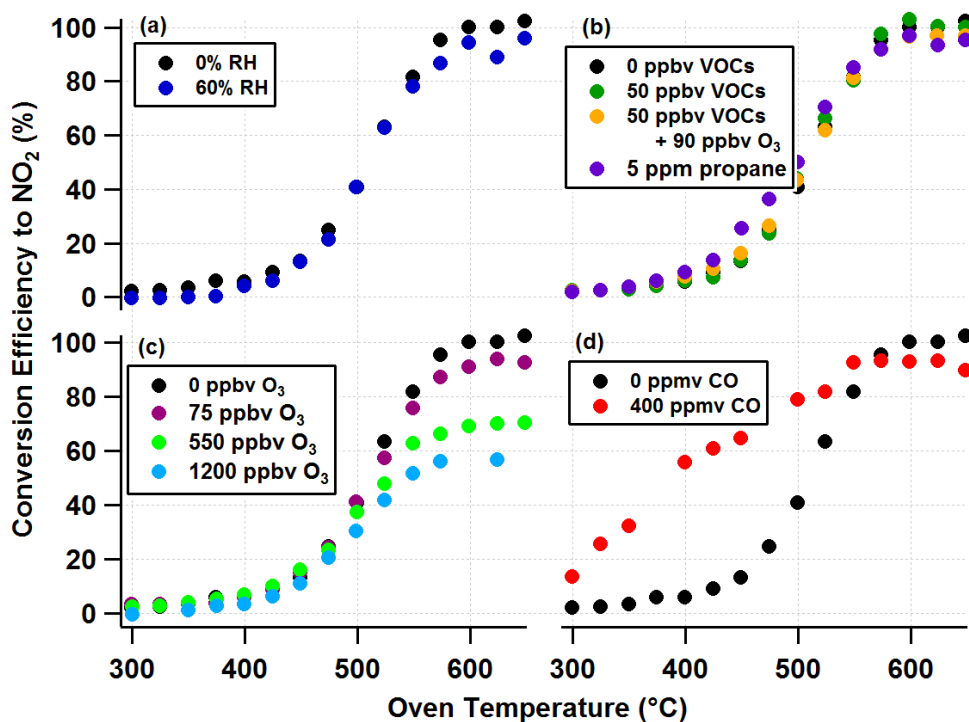 Conversion Efficiency to NO₂ (%)
(a)
0% RH
60% RH
100
80
60
40
20
0
(b)
0 ppbv VOCs
50 ppbv VOCs
50 ppbv VOCs
+ 90 ppbv O₃
5 ppm propane
(c)
0 ppbv O₃
75 ppbv O₃
550 ppbv O₃
1200 ppbv O₃
100
80
60
40
20
0
300 400 500 600
(d)
0 ppmv CO
400 ppmv CO
300 400 500 600
Oven Temperature (°C)